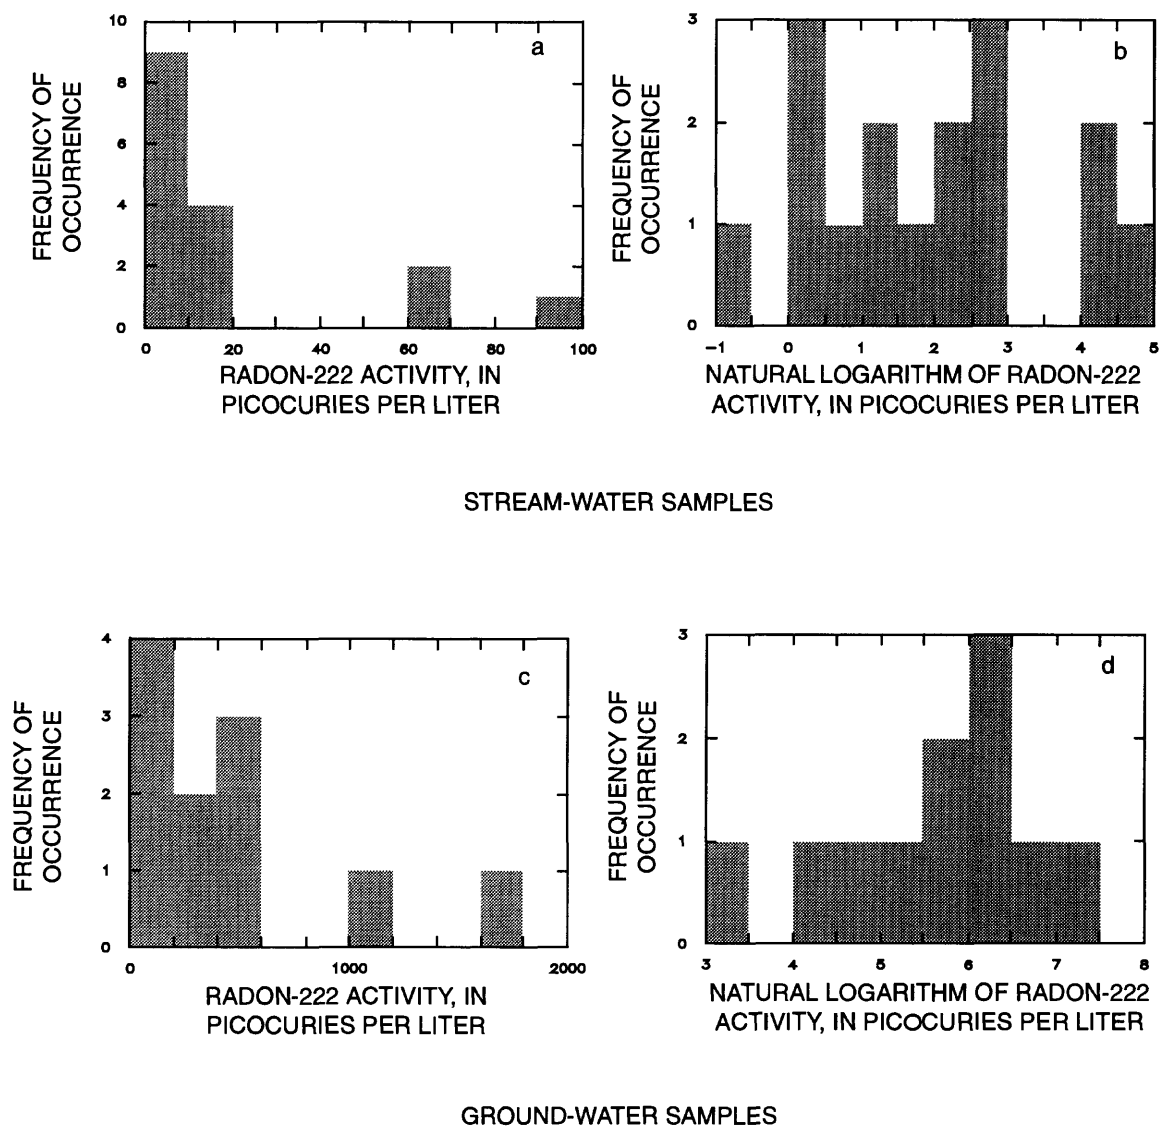 a
FREQUENCY OF
OCCURRENCE
10
8
6
4
2
0
0 20 40 60 80 100
RADON-222 ACTIVITY, IN
PICOCURIES PER LITER
b
FREQUENCY OF
OCCURRENCE
3
2
1
0
-1 0 1 2 3 4 5
NATURAL LOGARITHM OF RADON-222
ACTIVITY, IN PICOCURIES PER LITER
STREAM-WATER SAMPLES
c
FREQUENCY OF
OCCURRENCE
4
3
2
1
0
0 1000 2000
RADON-222 ACTIVITY, IN
PICOCURIES PER LITER
d
FREQUENCY OF
OCCURRENCE
3
2
1
0
3 4 5 6 7 8
NATURAL LOGARITHM OF RADON-222
ACTIVITY, IN PICOCURIES PER LITER
GROUND-WATER SAMPLES